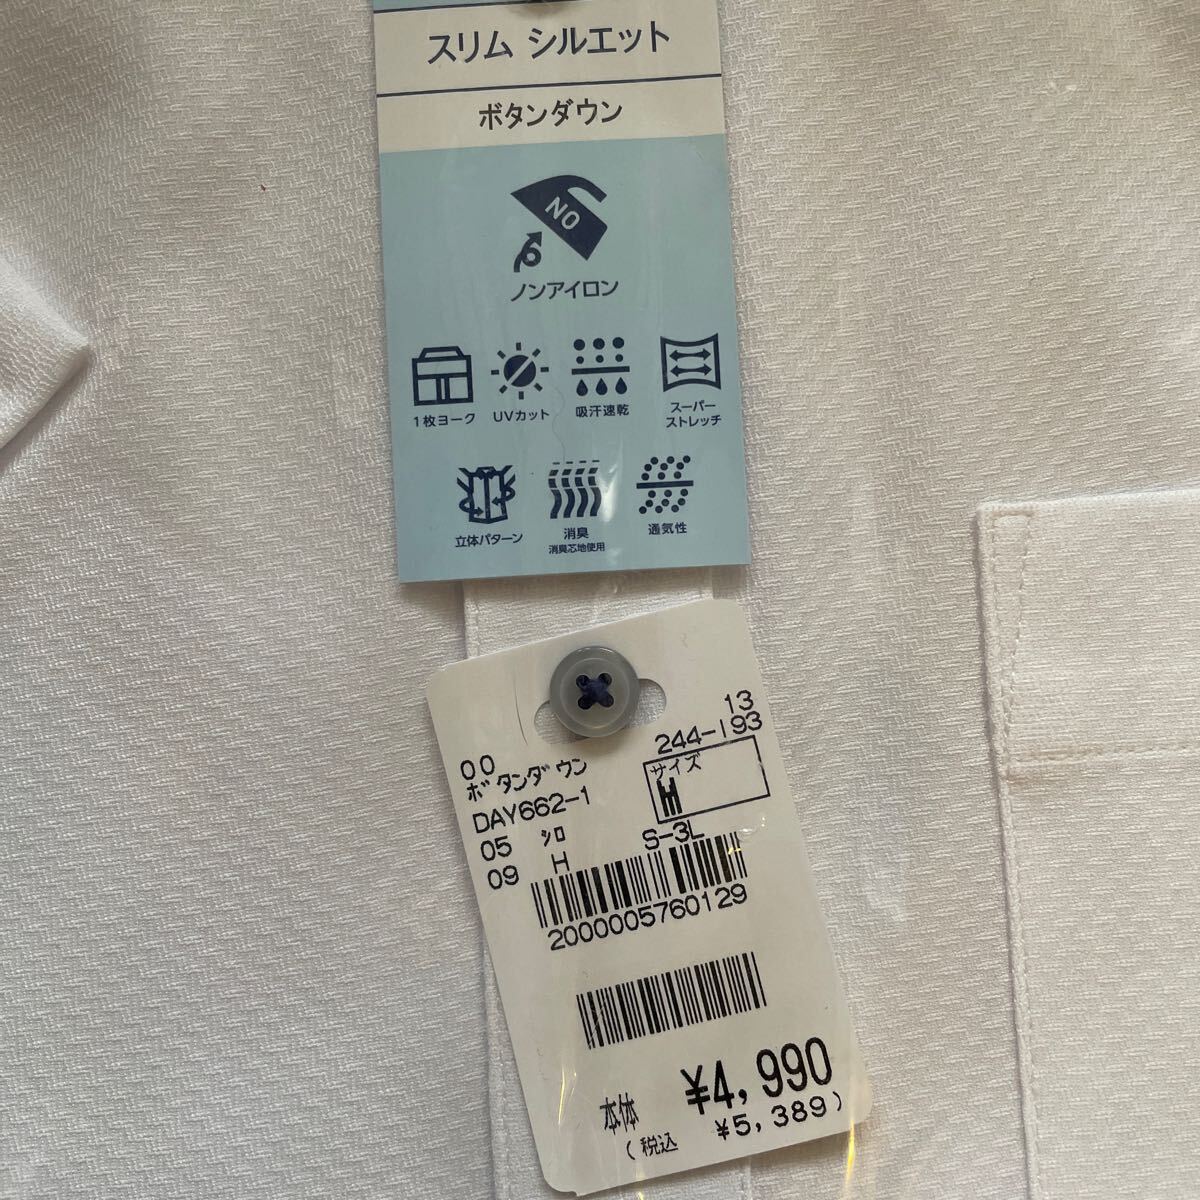 スリム シルエット
ボタンダウン
NO
ノンアイロン
1枚ヨーク
UVカット
吸汗速乾
スーパー
ストレッチ
立体パターン
消臭
消臭芯地使用
通気性
13
244-193
00
ボタンダウン
サイズ
M
DAY662-1
05 シロ
S-3L
09 H
2000005760129
本体 ¥4,990
(税込 ¥5,389)